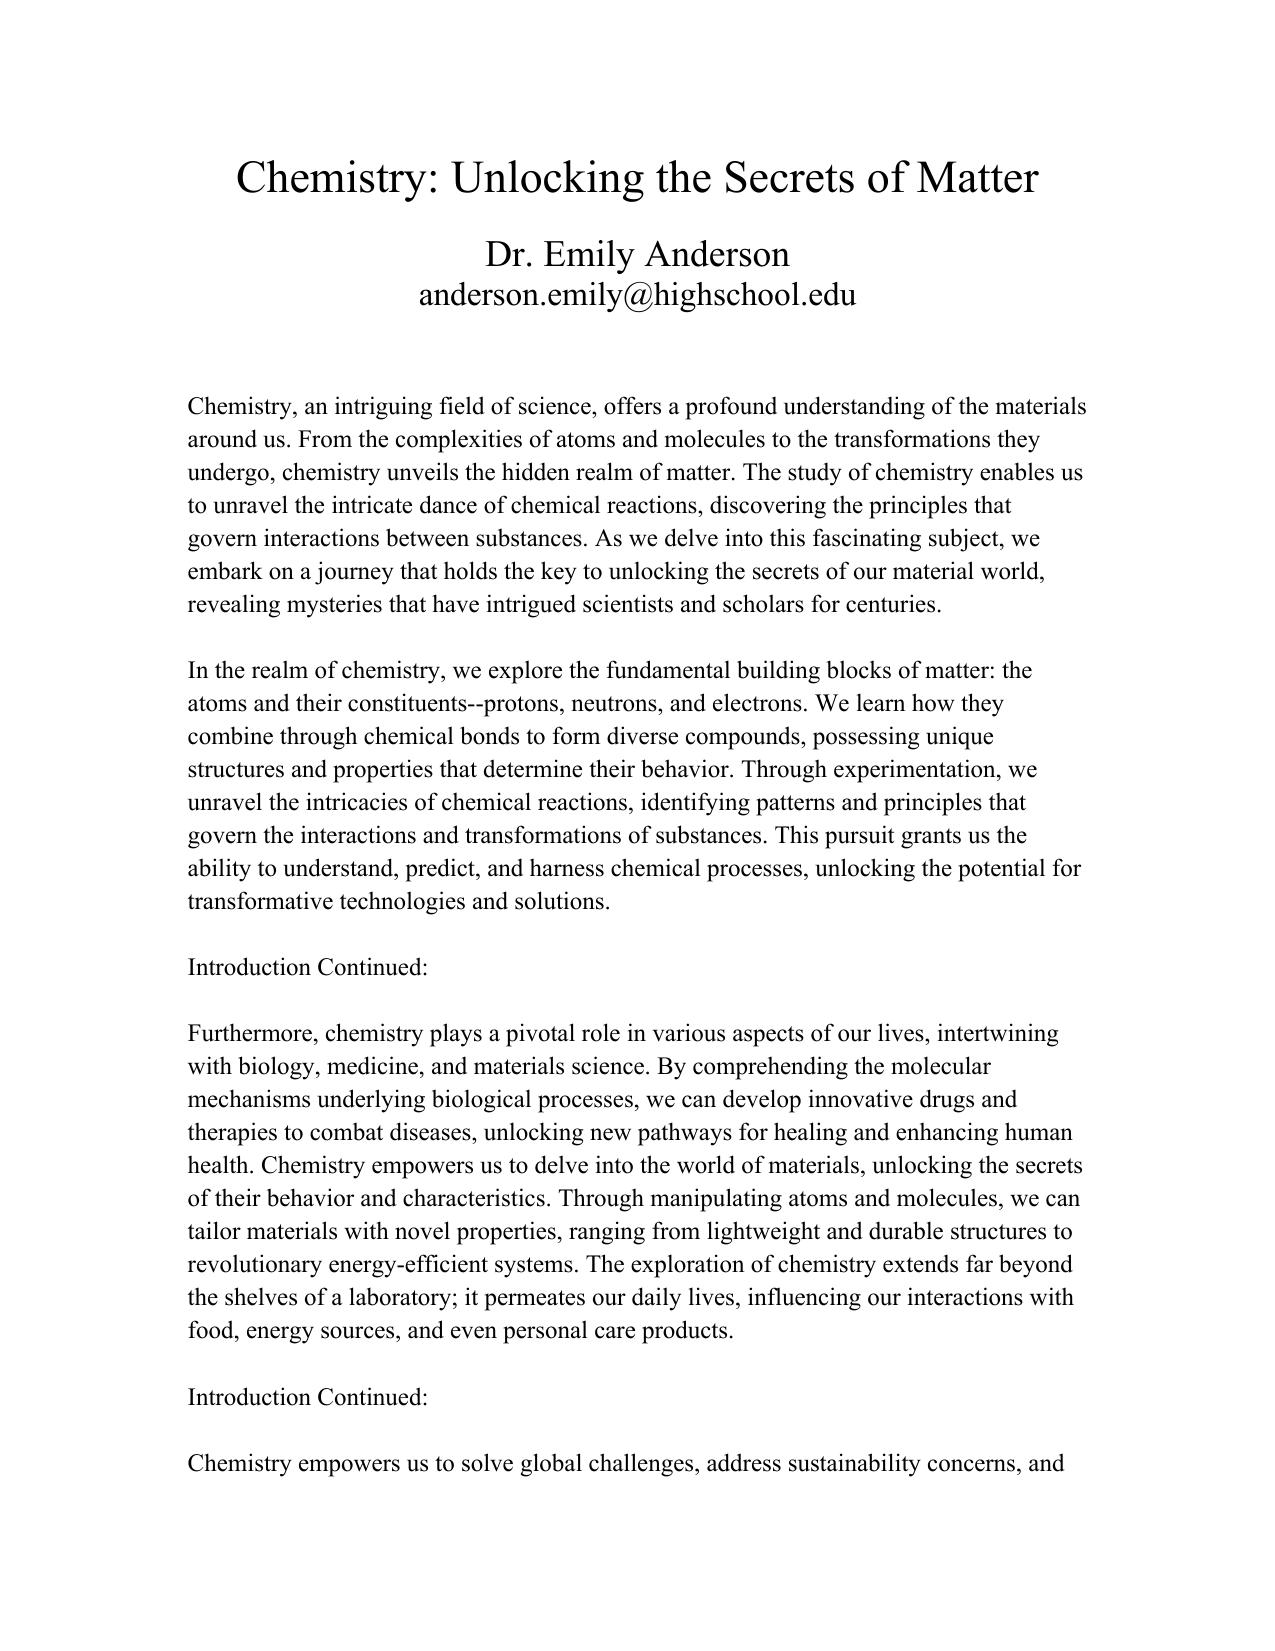 Chemistry: Unlocking the Secrets of Matter
Dr. Emily Anderson
anderson.emily@highschool.edu
Chemistry, an intriguing field of science, offers a profound understanding of the materials
around us. From the complexities of atoms and molecules to the transformations they
undergo, chemistry unveils the hidden realm of matter. The study of chemistry enables us
to unravel the intricate dance of chemical reactions, discovering the principles that
govern interactions between substances. As we delve into this fascinating subject, we
embark on a journey that holds the key to unlocking the secrets of our material world,
revealing mysteries that have intrigued scientists and scholars for centuries.
In the realm of chemistry, we explore the fundamental building blocks of matter: the
atoms and their constituents--protons, neutrons, and electrons. We learn how they
combine through chemical bonds to form diverse compounds, possessing unique
structures and properties that determine their behavior. Through experimentation, we
unravel the intricacies of chemical reactions, identifying patterns and principles that
govern the interactions and transformations of substances. This pursuit grants us the
ability to understand, predict, and harness chemical processes, unlocking the potential for
transformative technologies and solutions.
Introduction Continued:
Furthermore, chemistry plays a pivotal role in various aspects of our lives, intertwining
with biology, medicine, and materials science. By comprehending the molecular
mechanisms underlying biological processes, we can develop innovative drugs and
therapies to combat diseases, unlocking new pathways for healing and enhancing human
health. Chemistry empowers us to delve into the world of materials, unlocking the secrets
of their behavior and characteristics. Through manipulating atoms and molecules, we can
tailor materials with novel properties, ranging from lightweight and durable structures to
revolutionary energy-efficient systems. The exploration of chemistry extends far beyond
the shelves of a laboratory; it permeates our daily lives, influencing our interactions with
food, energy sources, and even personal care products.
Introduction Continued:
Chemistry empowers us to solve global challenges, address sustainability concerns, and